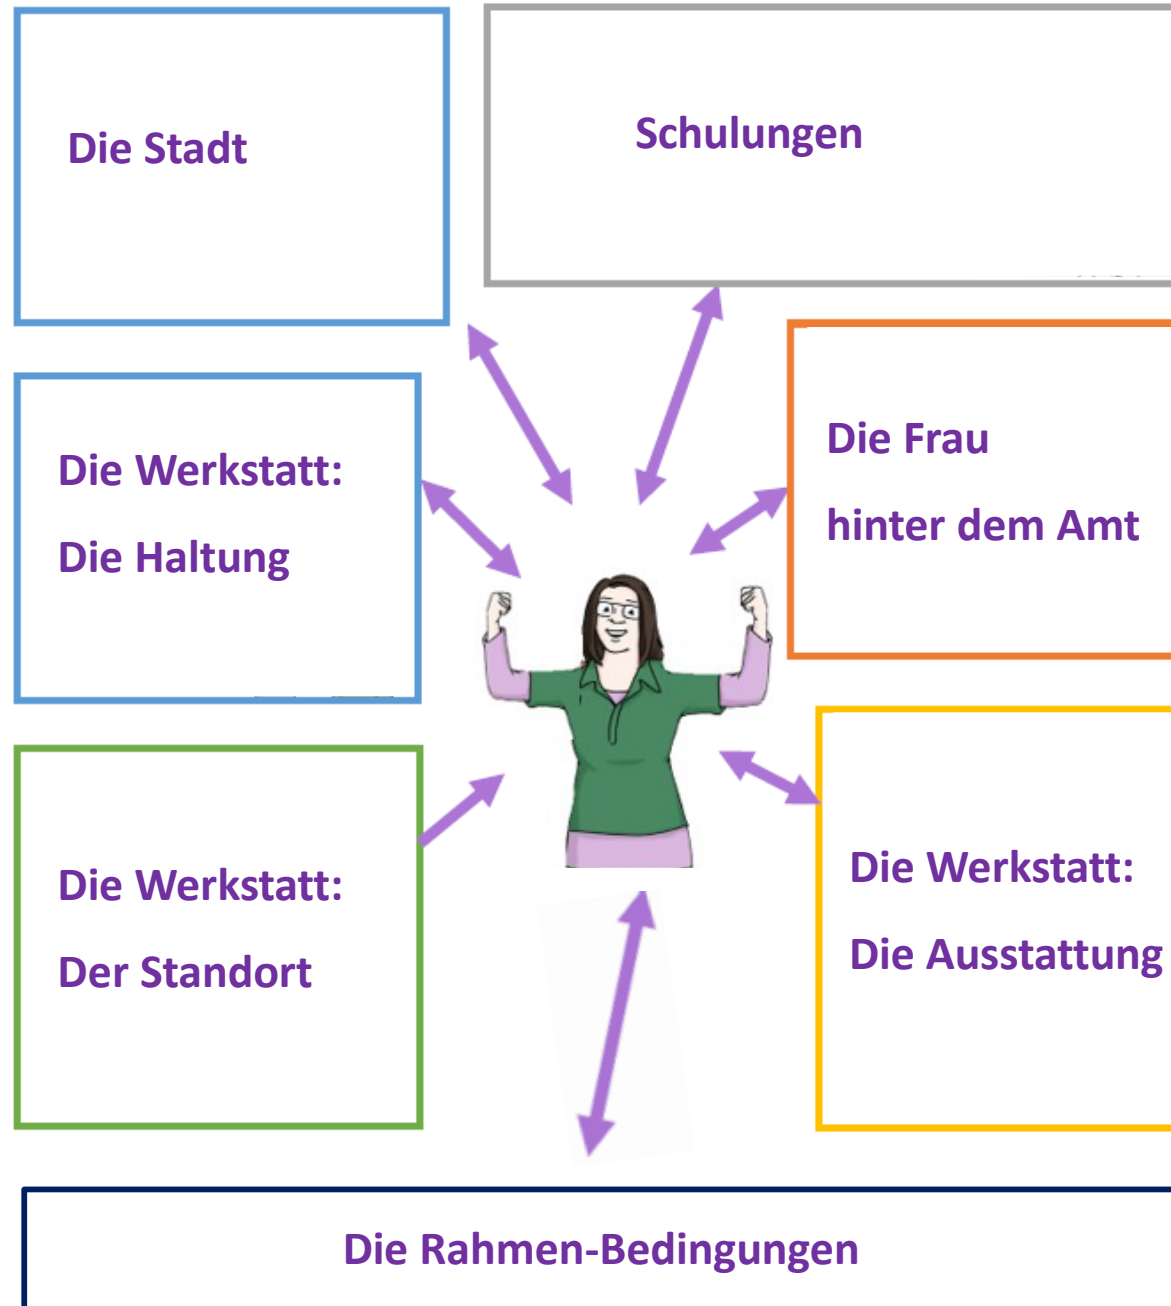 Die Stadt
Schulungen
Die Werkstatt:
Die Haltung
Die Frau
hinter dem Amt
Die Werkstatt:
Der Standort
Die Werkstatt:
Die Ausstattung
Die Rahmen-Bedingungen